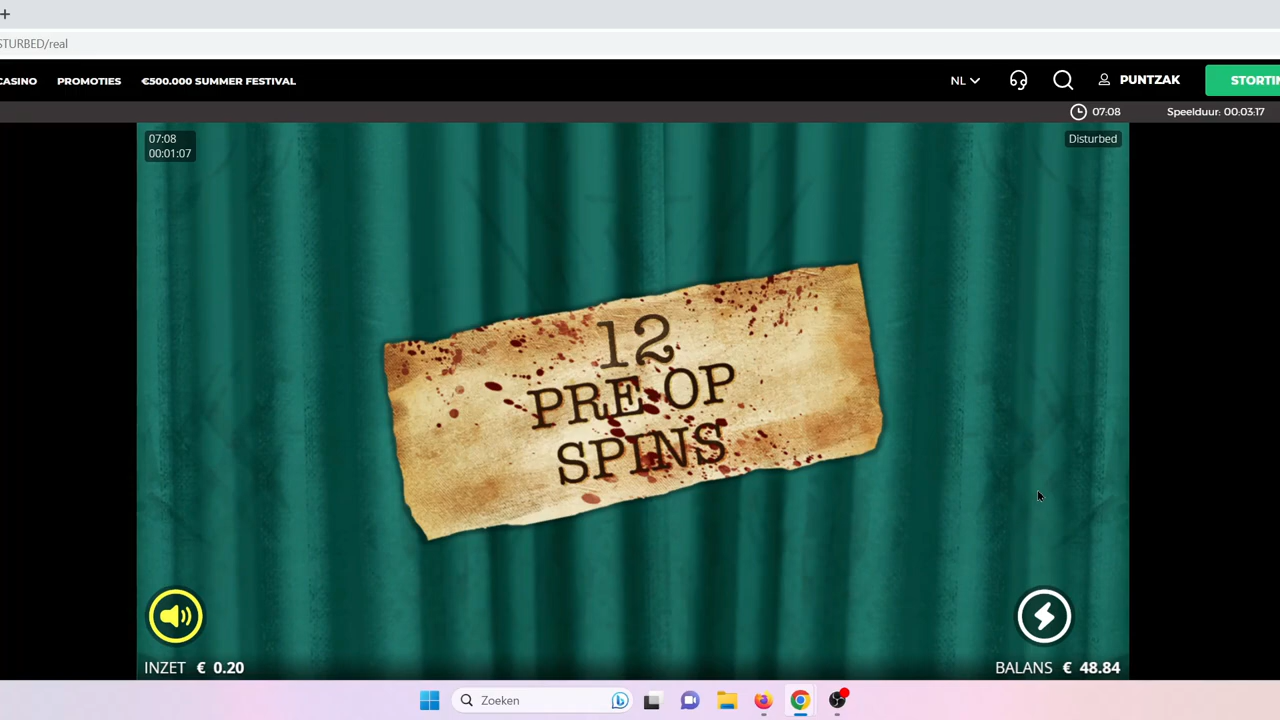 +
STURBED/real
CASINO PROMOTIES €500.000 SUMMER FESTIVAL NL PUNTZAK STORTIN
07:08 Speelduur: 00:03:17
07:08
00:01:07
Disturbed
12
PRE OP
SPINS
INZET € 0.20
BALANS € 48.84
Zoeken